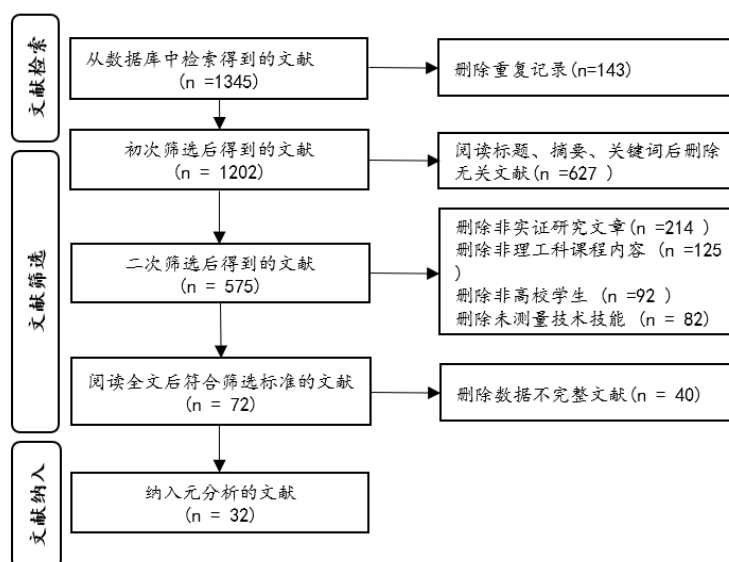 文献检索
从数据库中检索得到的文献
(n =1345)
删除重复记录(n=143)
文献筛选
初次筛选后得到的文献
(n = 1202)
阅读标题、摘要、关键词后删除
无关文献(n =627 )
二次筛选后得到的文献
(n = 575)
删除非实证研究文章(n =214 )
删除非理工科课程内容 (n =125
)
删除非高校学生 (n =92 )
删除未测量技术技能 (n = 82)
阅读全文后符合筛选标准的文献
(n = 72)
删除数据不完整文献(n = 40)
文献纳入
纳入元分析的文献
(n = 32)